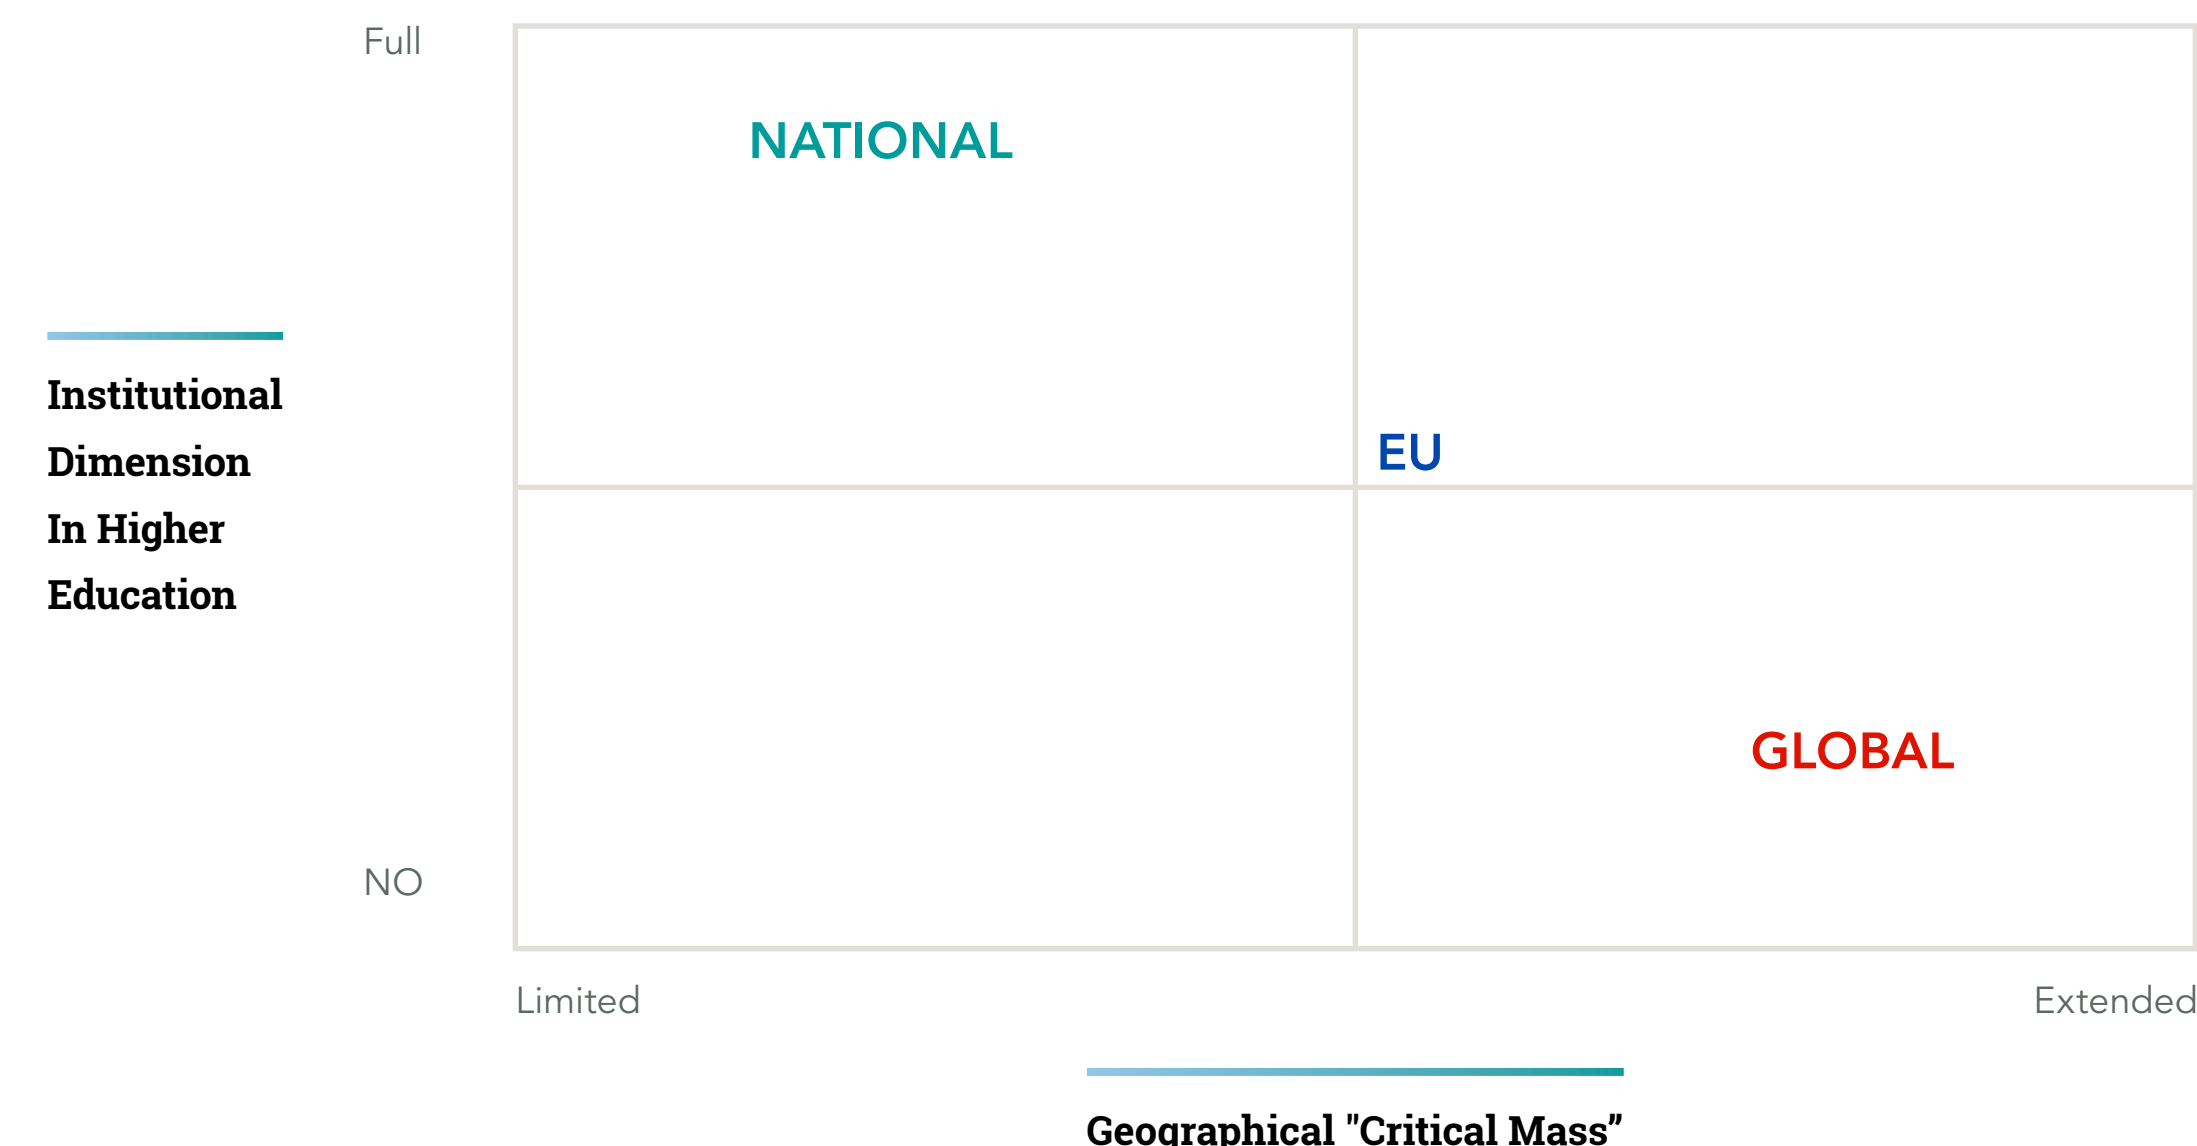 Full
NATIONAL
Institutional
Dimension
In Higher
Education
EU
GLOBAL
NO
Limited
Extended
Geographical "Critical Mass”